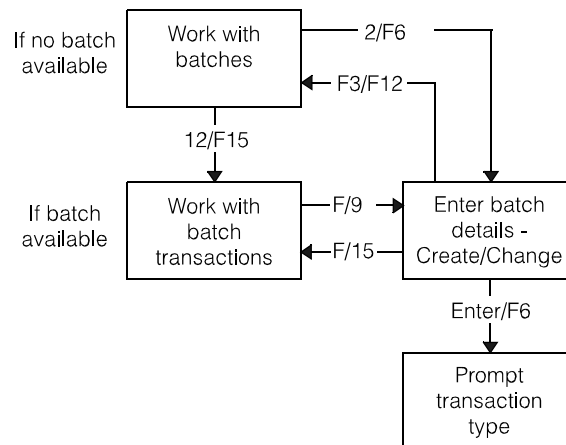 If no batch
available
Work with
batches
2/F6
F3/F12
12/F15
If batch
available
Work with
batch
transactions
F/9
F/15
Enter batch
details -
Create/Change
Enter/F6
Prompt
transaction
type